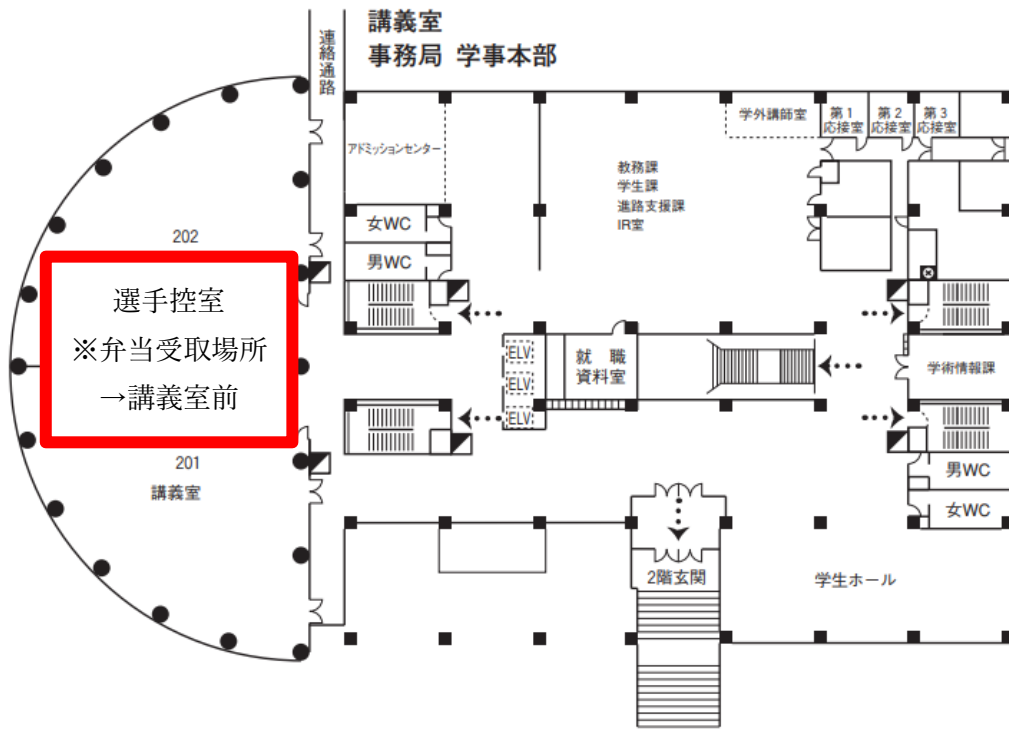 講義室
事務局 学事本部
連絡通路
アドミッションセンター
学外講師室
第1
応接室
第2
応接室
第3
応接室
教務課
学生課
進路支援課
IR室
女WC
男WC
202
選手控室
※弁当受取場所
→講義室前
ELV
ELV
ELV
就 職
資料室
学術情報課
201
講義室
男WC
女WC
2階玄関
学生ホール